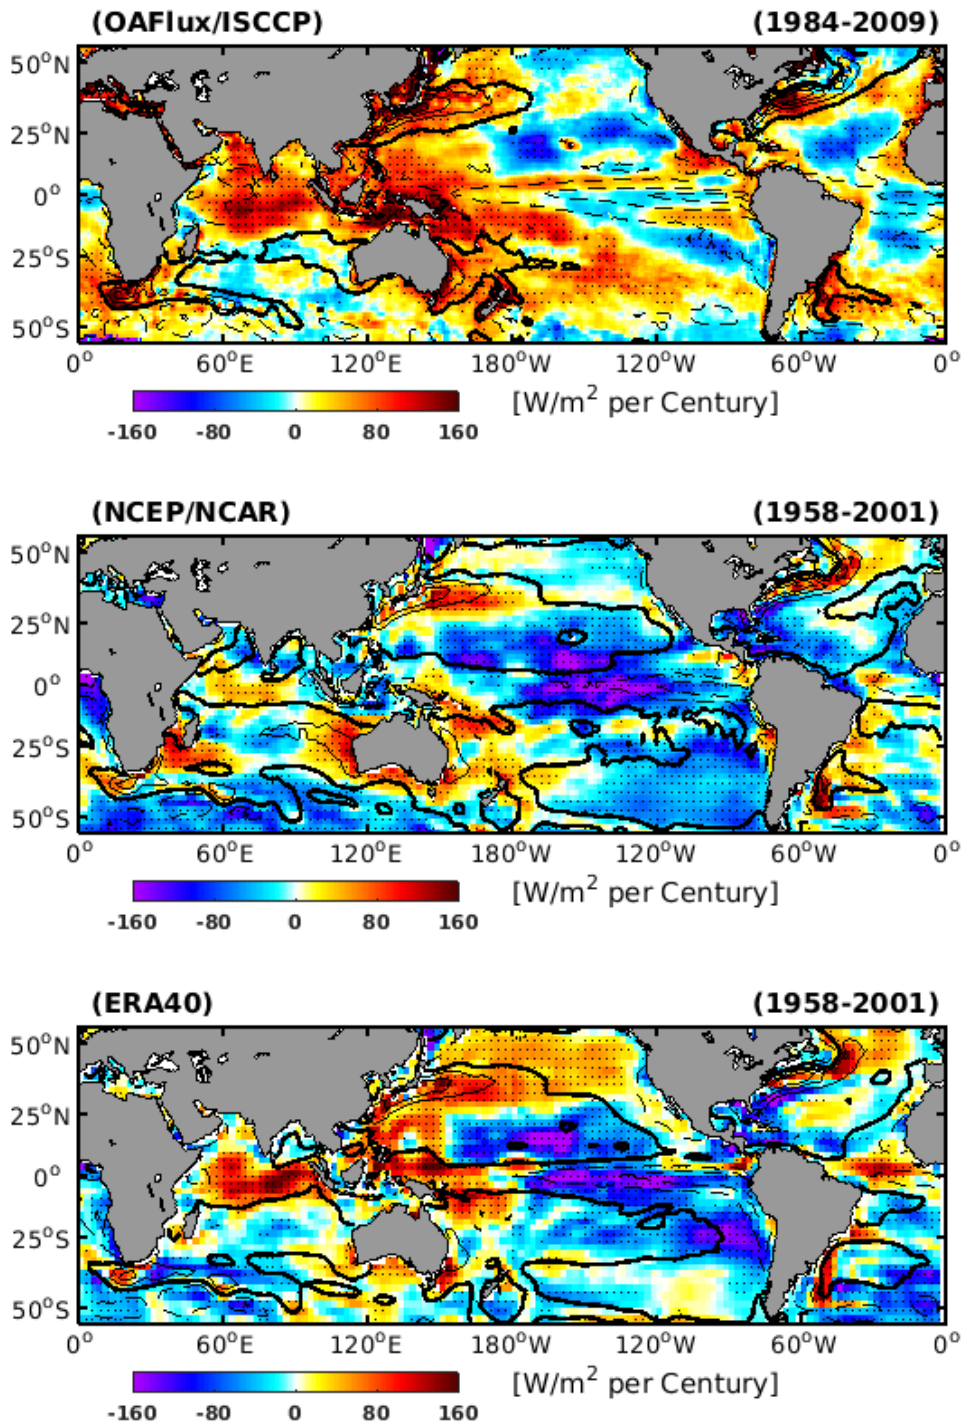 (OAFlux/ISCCP) (1984-2009)
50°N
25°N
0°
25°S
50°S
0° 60°E 120°E 180°W 120°W 60°W 0°
-160 -80 0 80 160
[W/m² per Century]
(NCEP/NCAR) (1958-2001)
50°N
25°N
0°
25°S
50°S
0° 60°E 120°E 180°W 120°W 60°W 0°
-160 -80 0 80 160
[W/m² per Century]
(ERA40) (1958-2001)
50°N
25°N
0°
25°S
50°S
0° 60°E 120°E 180°W 120°W 60°W 0°
-160 -80 0 80 160
[W/m² per Century]